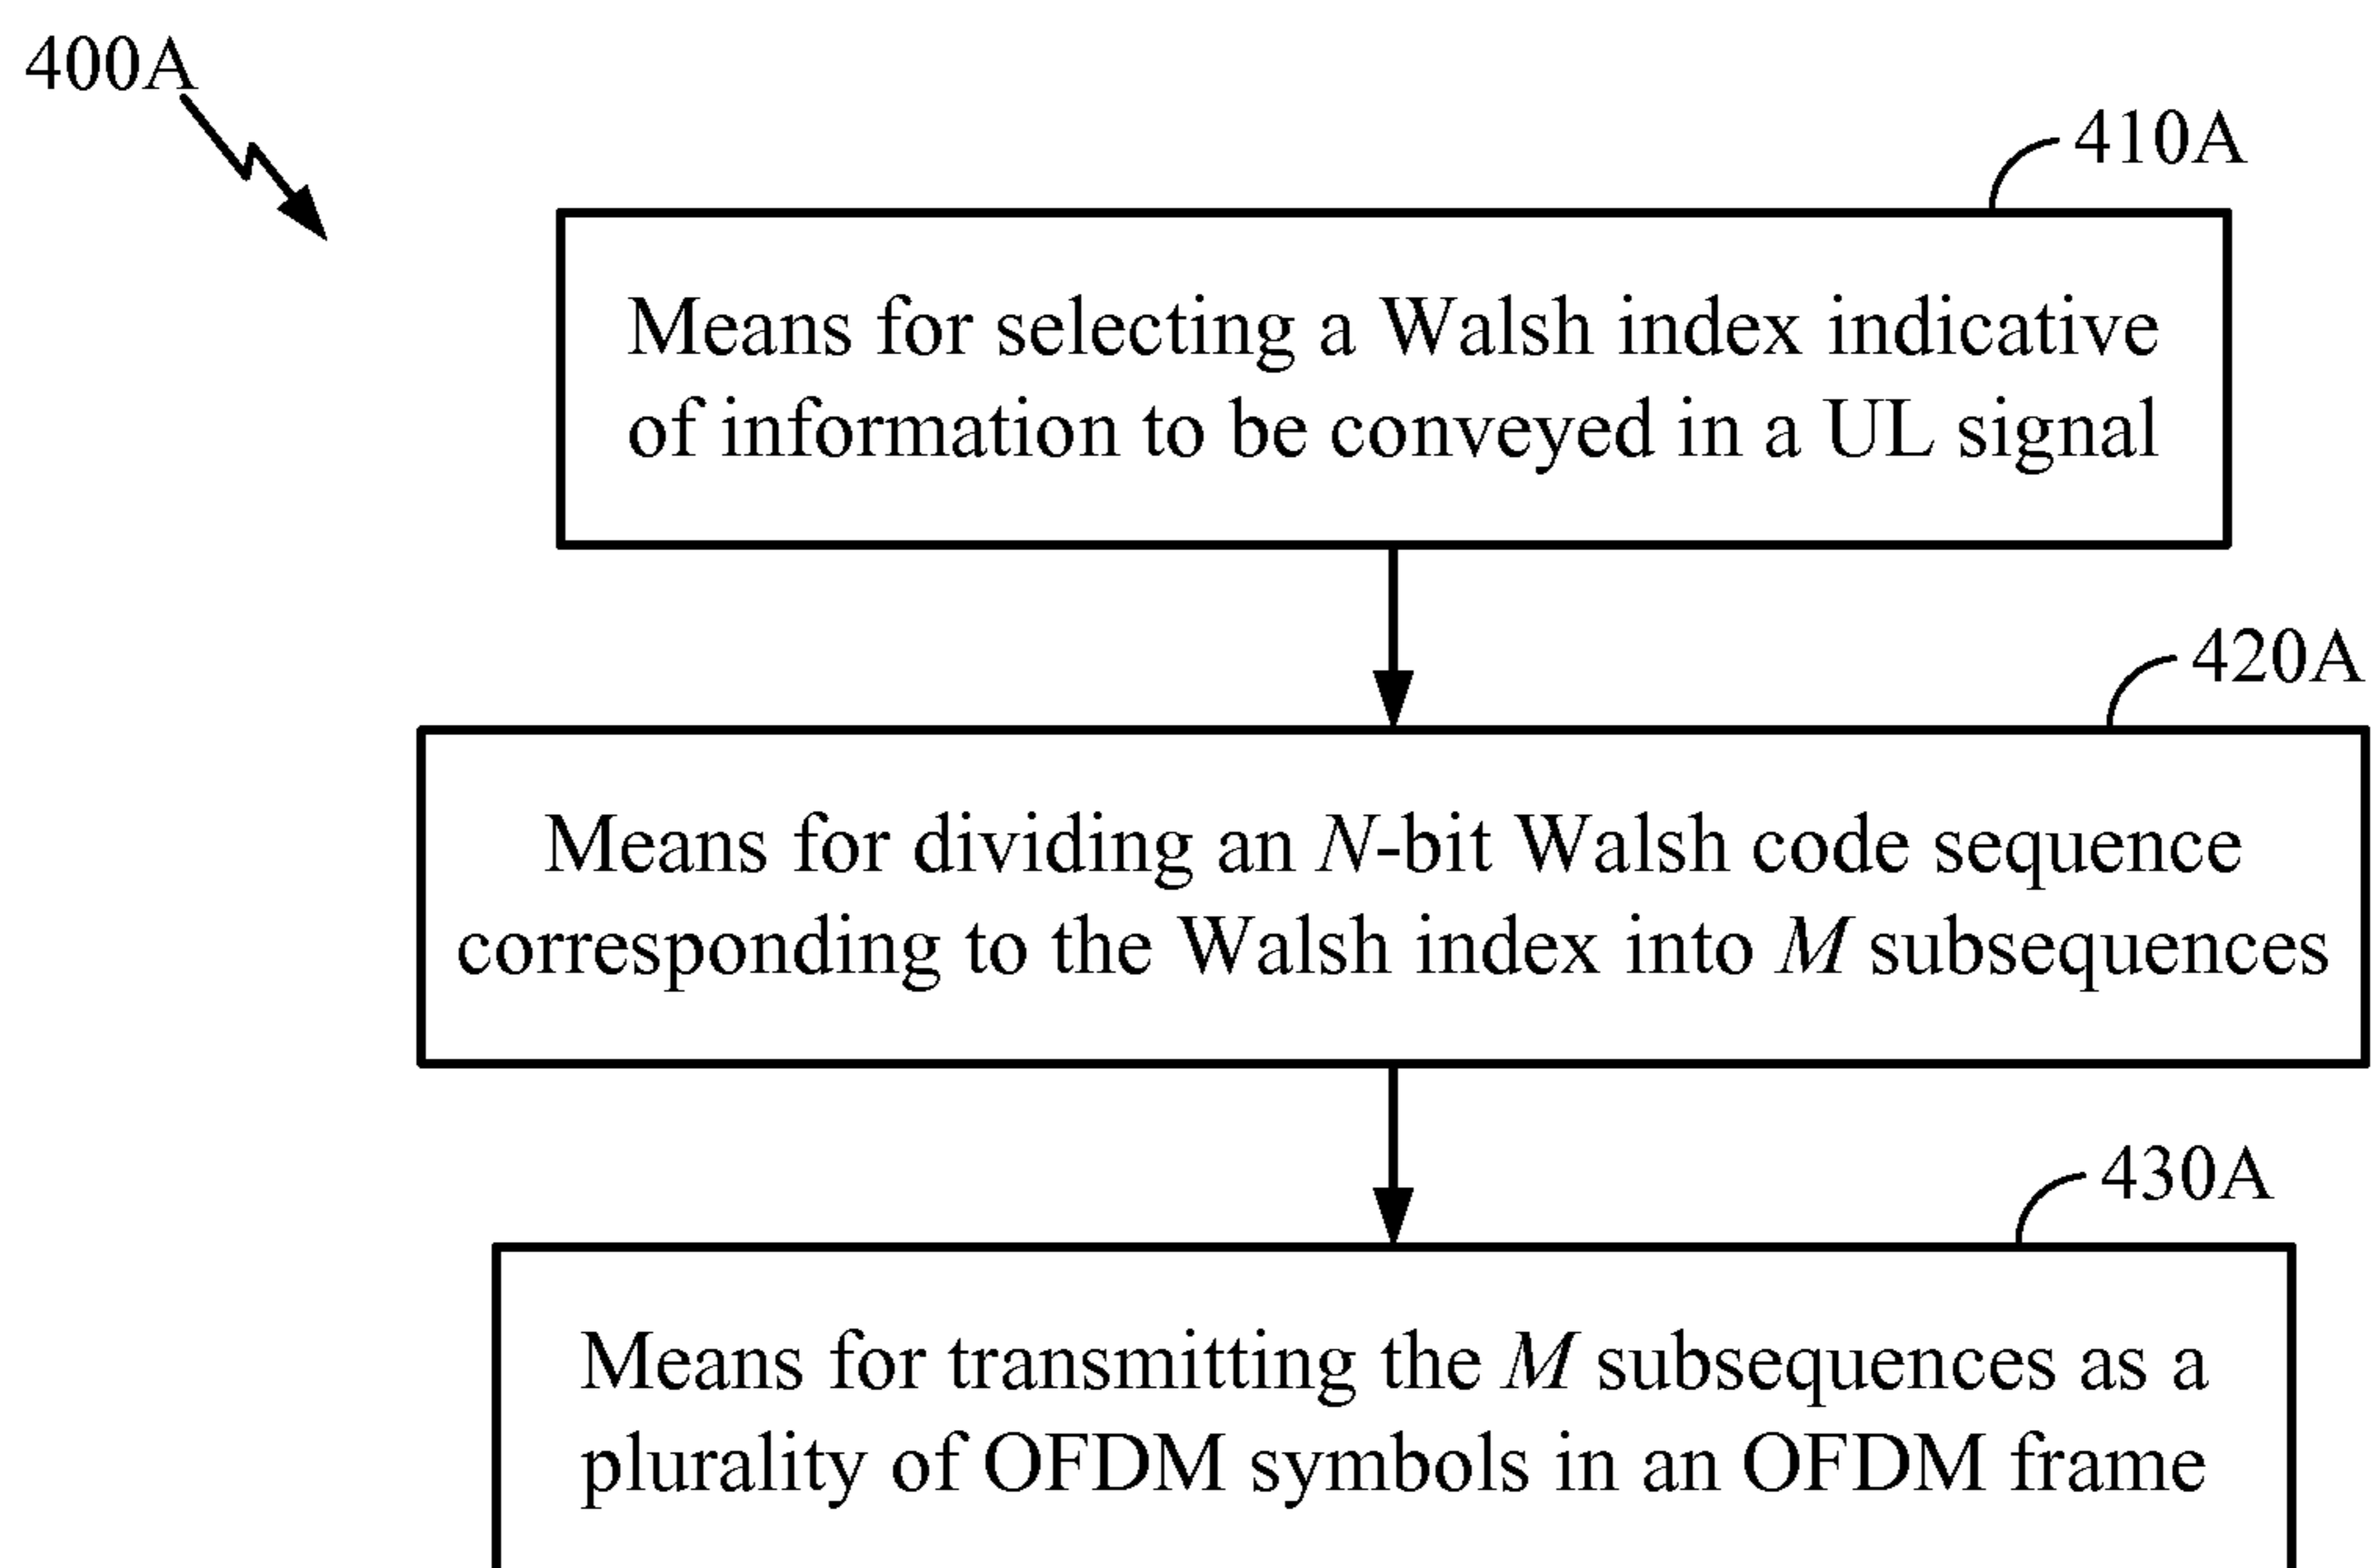 400A
410A
Means for selecting a Walsh index indicative
of information to be conveyed in a UL signal
420A
Means for dividing an N-bit Walsh code sequence
corresponding to the Walsh index into M subsequences
430A
Means for transmitting the M subsequences as a
plurality of OFDM symbols in an OFDM frame